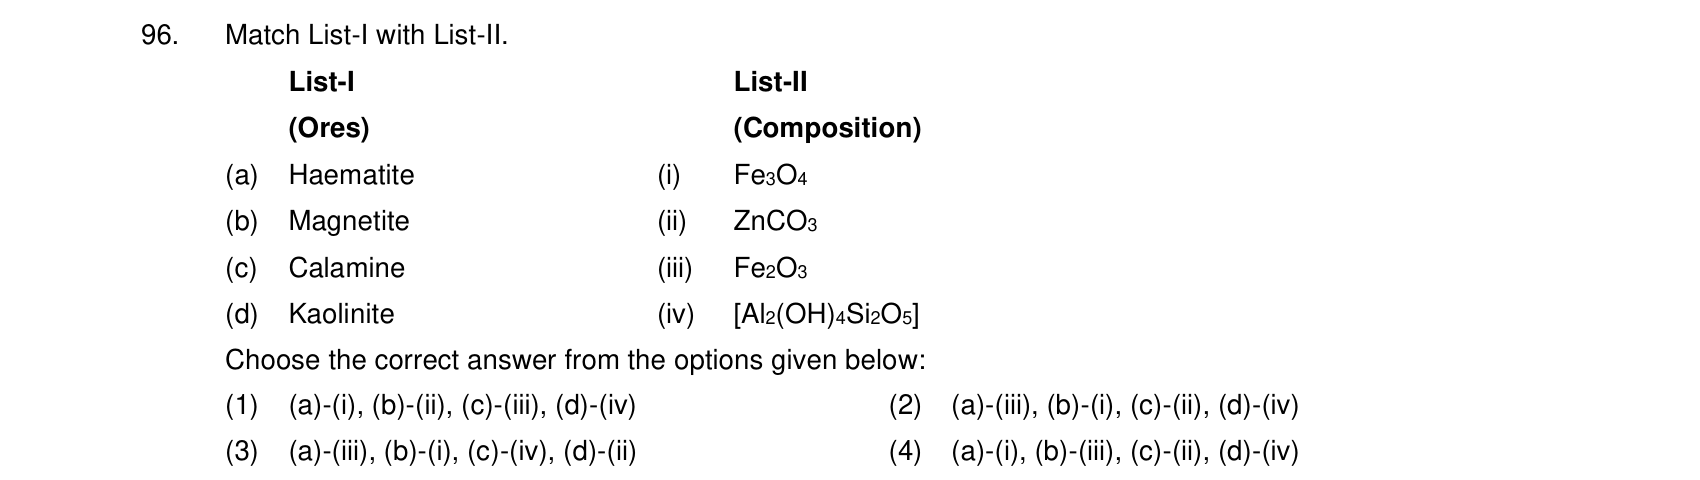 96. Match List-I with List-II.
List-I List-II
(Ores) (Composition)
(a) Haematite (i) Fe₃O₄
(b) Magnetite (ii) ZnCO₃
(c) Calamine (iii) Fe₂O₃
(d) Kaolinite (iv) [Al₂(OH)₄Si₂O₅]
Choose the correct answer from the options given below:
(1) (a)-(i), (b)-(ii), (c)-(iii), (d)-(iv) (2) (a)-(iii), (b)-(i), (c)-(ii), (d)-(iv)
(3) (a)-(iii), (b)-(i), (c)-(iv), (d)-(ii) (4) (a)-(i), (b)-(iii), (c)-(ii), (d)-(iv)